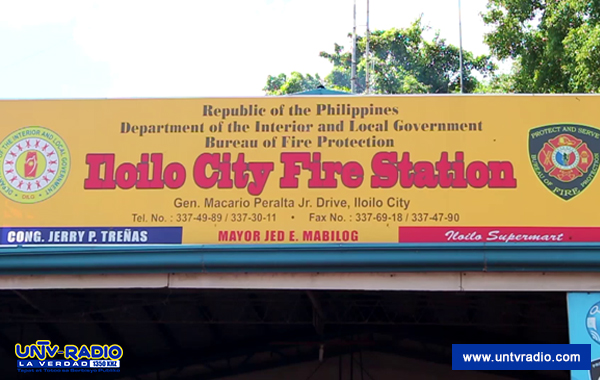 Republic of the Philippines
Department of the Interior and Local Government
Bureau of Fire Protection
Iloilo City Fire Station
Gen. Macario Peralta Jr. Drive, Iloilo City
Tel. No. : 337-49-89 / 337-30-11 • Fax No. : 337-69-18 / 337-47-90
CONG. JERRY P. TREÑAS
MAYOR JED E. MABILOG
Iloilo Supermart
PROTECT AND SERVE
BUREAU OF FIRE PROTECTION
UNTV-RADIO
LA VERDAD 1350 KHZ
www.untvradio.com